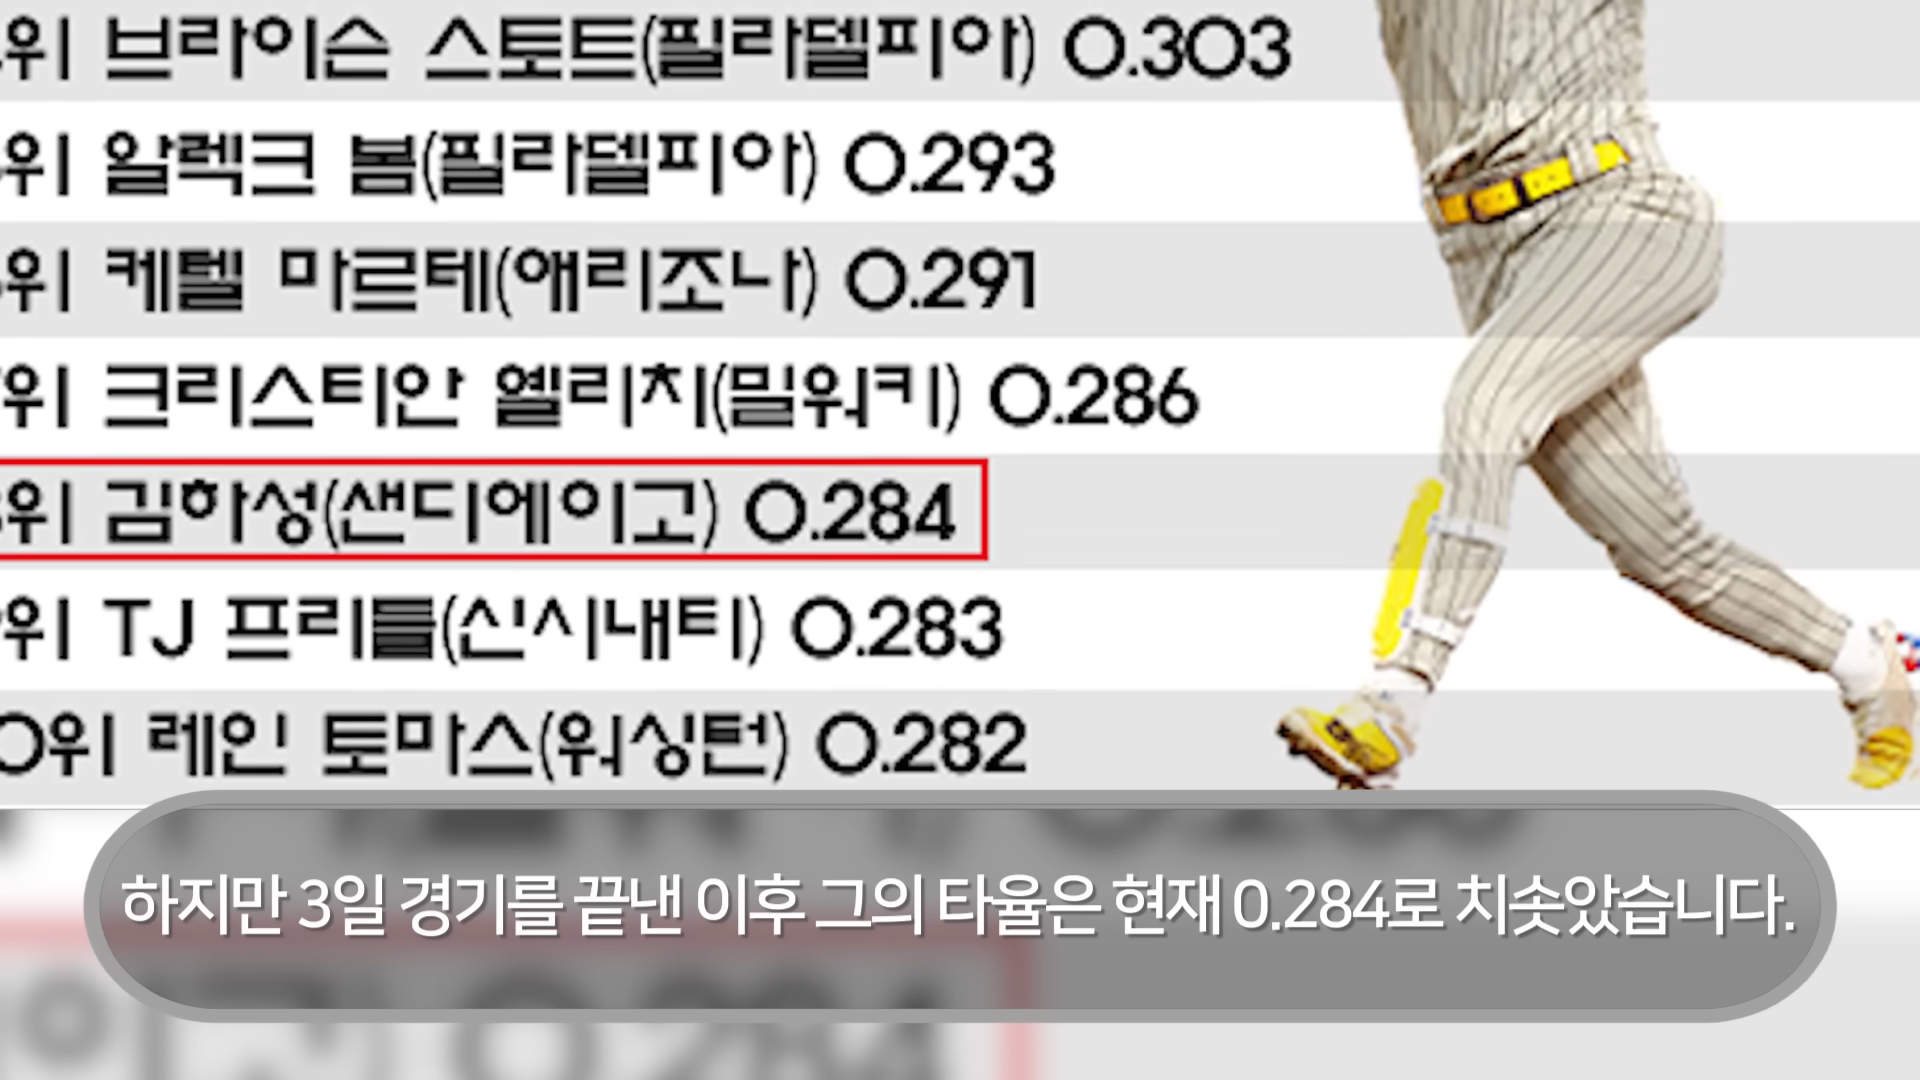 위 브라이슨 스토트(필라델피아) 0.303
위 알렉크 봄(필라델피아) 0.293
위 케텔 마르테(애리조나) 0.291
위 크리스티안 옐리치(밀워키) 0.286
위 김하성(샌디에이고) 0.284
위 TJ 프리들(신시내티) 0.283
0위 레인 토마스(워싱턴) 0.282
하지만 3일 경기를 끝낸 이후 그의 타율은 현재 0.284로 치솟았습니다.